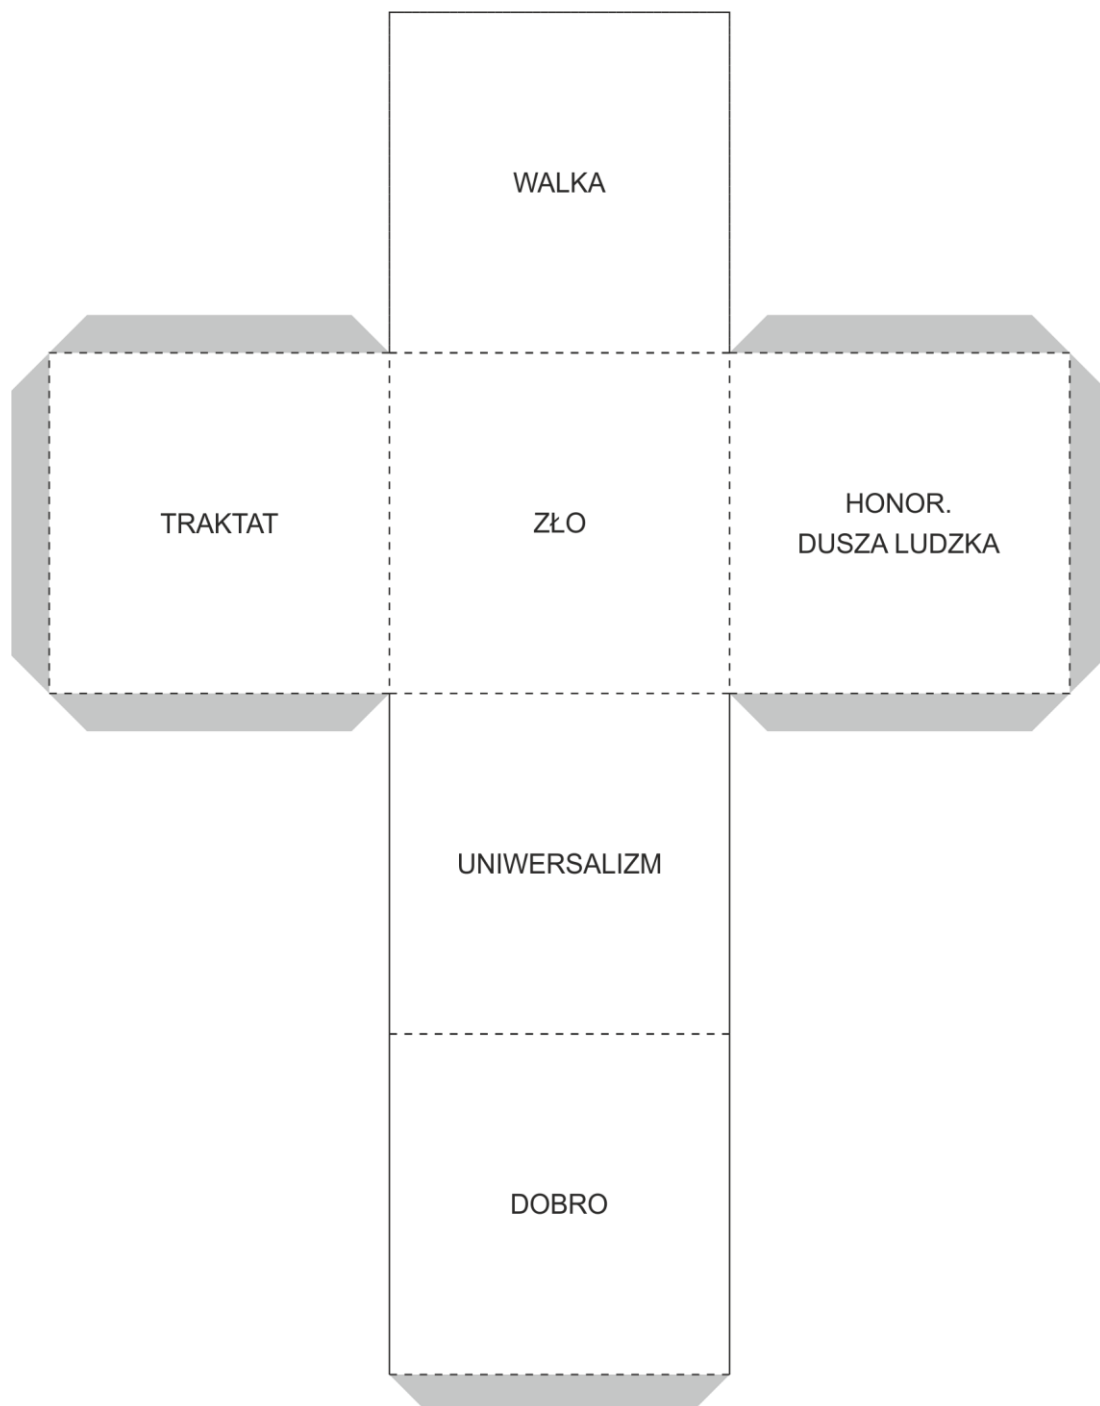 WALKA
TRAKTAT
ZŁO
HONOR.
DUSZA LUDZKA
UNIWERSALIZM
DOBRO